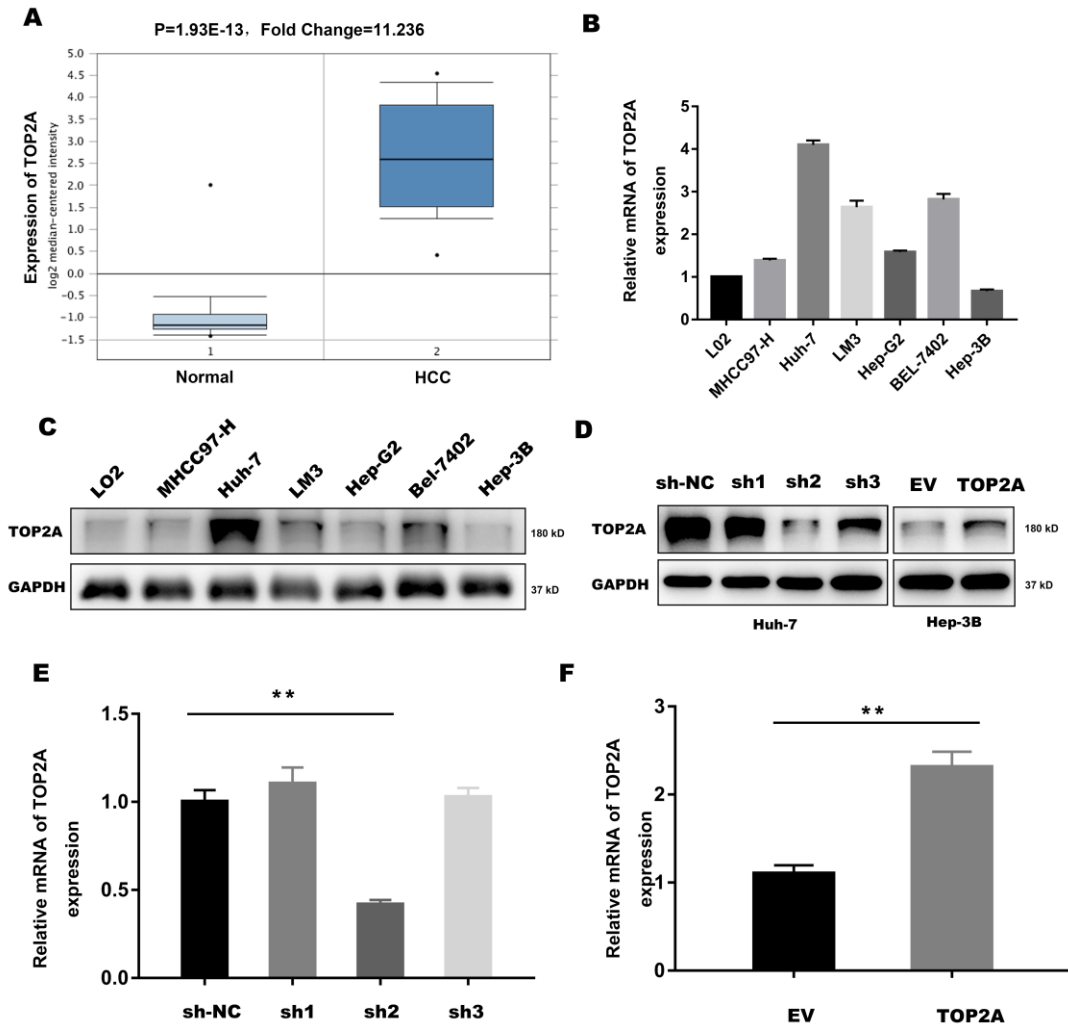 A
P=1.93E-13, Fold Change=11.236
Expression of TOP2A
log2 median-centered intensity
5.0
4.5
4.0
3.5
3.0
2.5
2.0
1.5
1.0
0.5
0.0
-0.5
-1.0
-1.5
1
2
Normal
HCC
B
Relative mRNA of TOP2A
expression
5
4
3
2
1
0
L02
MHCC97-H
Huh-7
LM3
Hep-G2
BEL-7402
Hep-3B
C
LO2
MHCC97-H
Huh-7
LM3
Hep-G2
Bel-7402
Hep-3B
TOP2A
180 kD
GAPDH
37 kD
D
sh-NC sh1 sh2 sh3 EV TOP2A
TOP2A
180 kD
GAPDH
37 kD
Huh-7
Hep-3B
E
**
Relative mRNA of TOP2A
expression
1.5
1.0
0.5
0.0
sh-NC
sh1
sh2
sh3
F
**
Relative mRNA of TOP2A
expression
3
2
1
0
EV
TOP2A